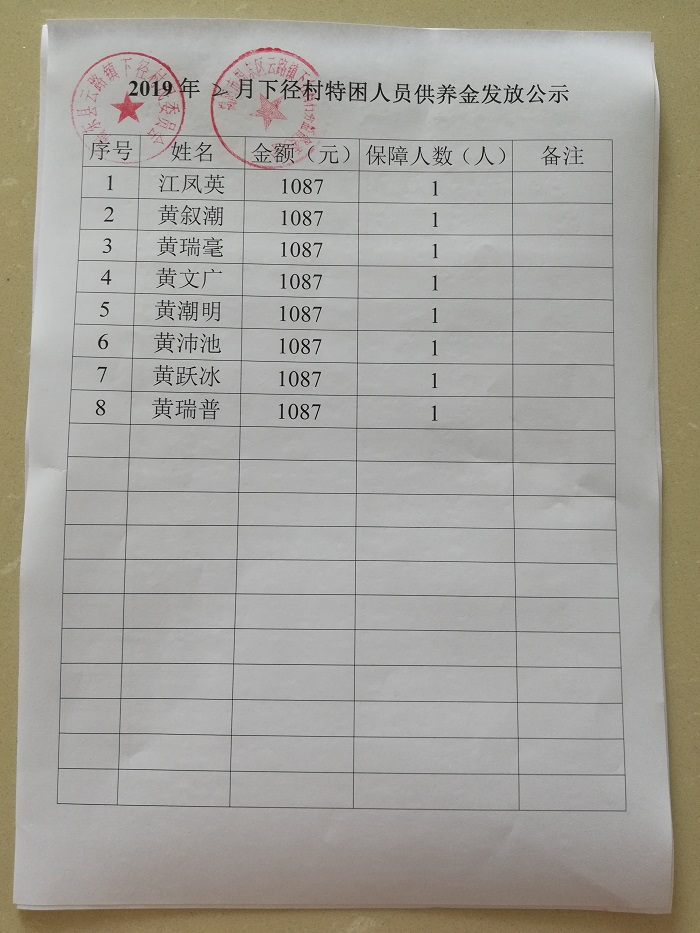 2019年2月下径村特困人员供养金发放公示
序号 姓名 金额（元） 保障人数（人） 备注
1 江凤英 1087 1
2 黄叙潮 1087 1
3 黄瑞毫 1087 1
4 黄文广 1087 1
5 黄潮明 1087 1
6 黄沛池 1087 1
7 黄跃冰 1087 1
8 黄瑞普 1087 1